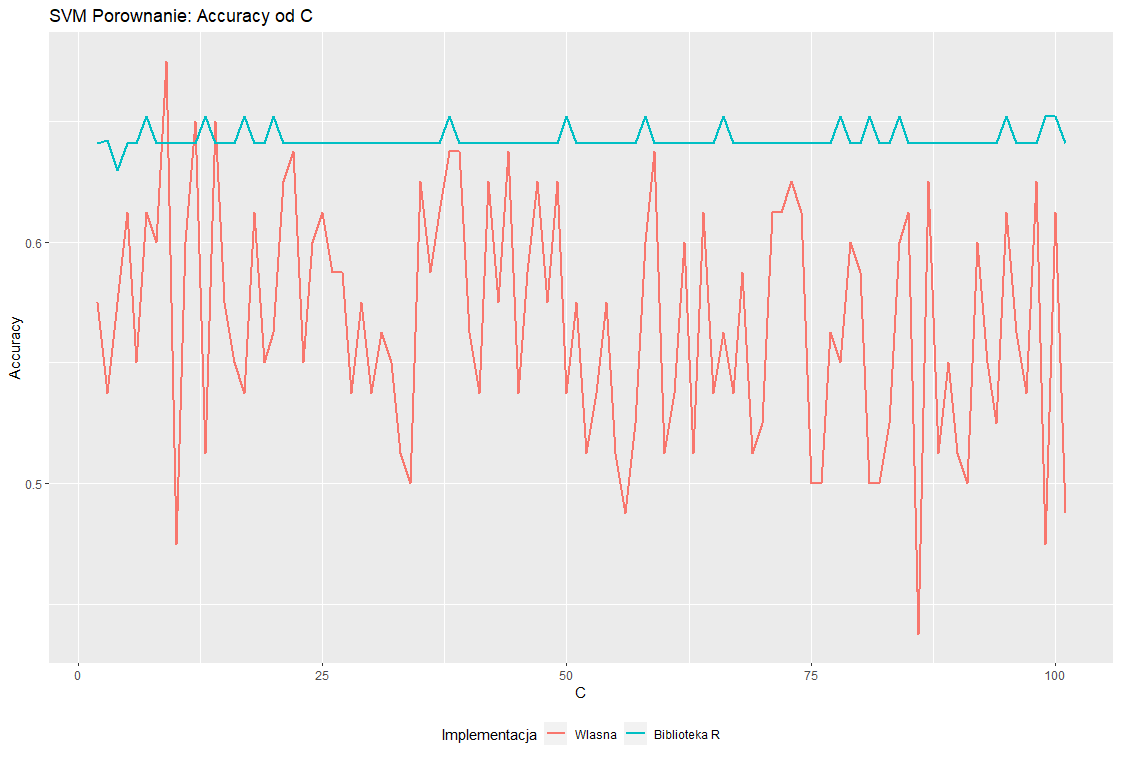 SVM Porownanie: Accuracy od C
Accuracy
0.6
0.5
0
25
50
75
100
C
Implementacja
Wlasna
Biblioteka R